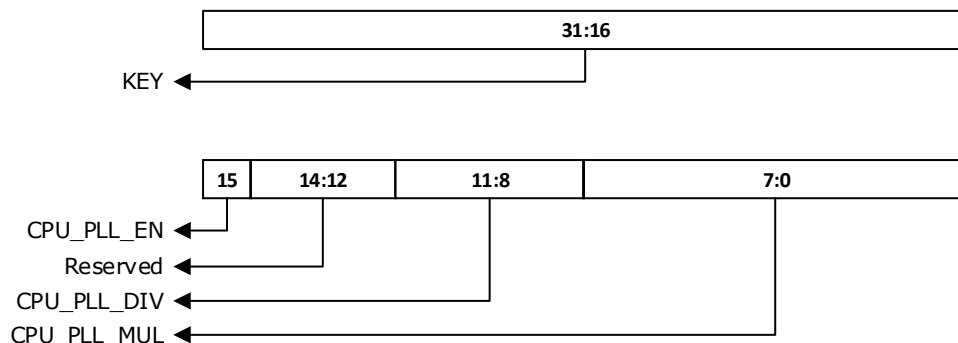 31:16
KEY
15 14:12 11:8 7:0
CPU_PLL_EN
Reserved
CPU_PLL_DIV
CPU_PLL_MUL